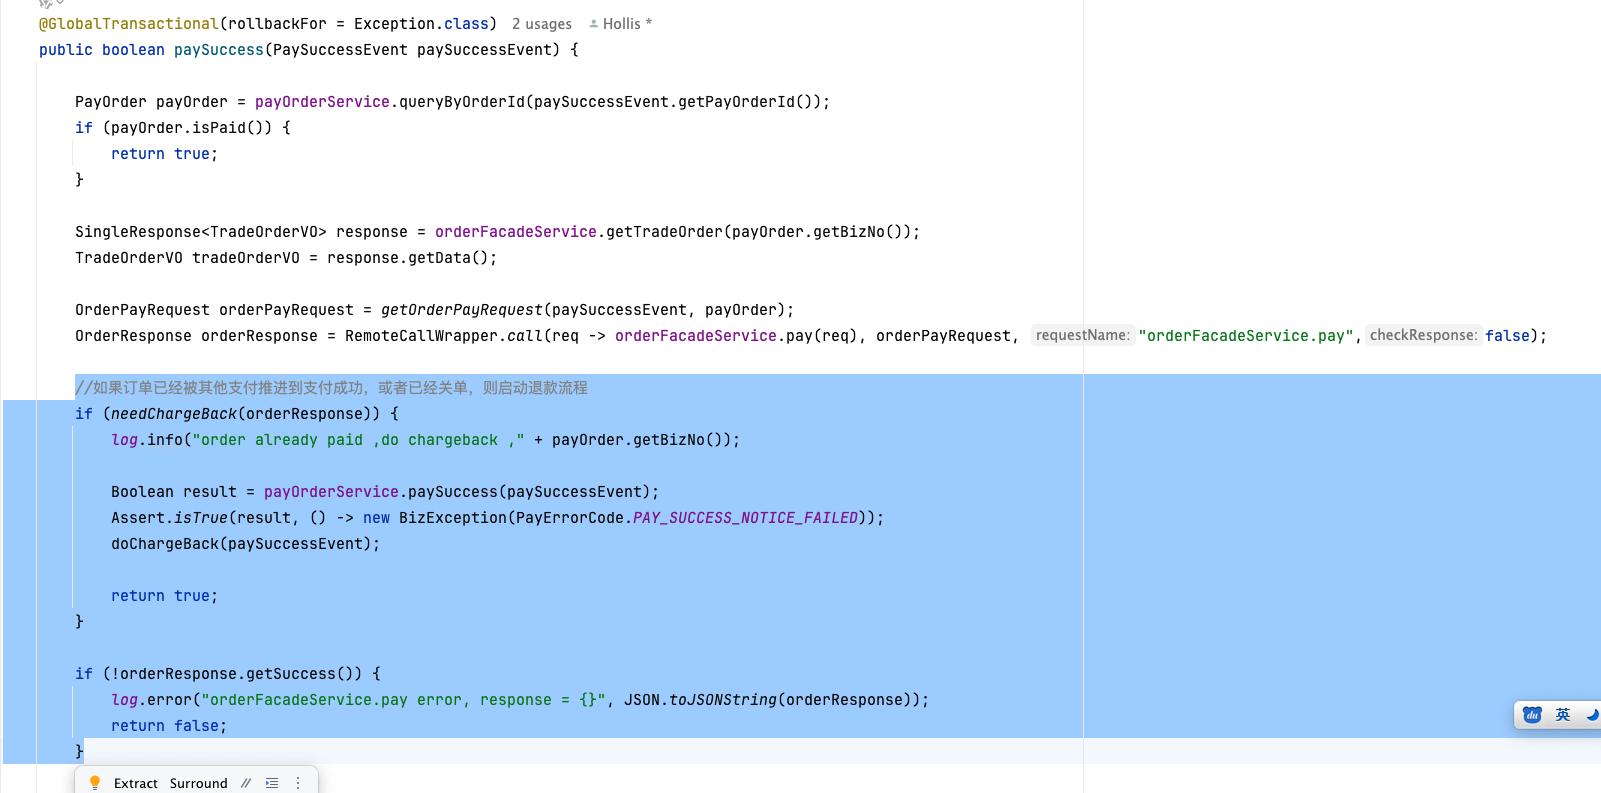 @GlobalTransactional(rollbackFor = Exception.class) 2 usages Hollis *
public boolean paySuccess(PaySuccessEvent paySuccessEvent) {
PayOrder payOrder = payOrderService.queryByOrderId(paySuccessEvent.getPayOrderId());
if (payOrder.isPaid()) {
return true;
}
SingleResponse<TradeOrderVO> response = orderFacadeService.getTradeOrder(payOrder.getBizNo());
TradeOrderVO tradeOrderVO = response.getData();
OrderPayRequest orderPayRequest = getOrderPayRequest(paySuccessEvent, payOrder);
OrderResponse orderResponse = RemoteCallWrapper.call(req -> orderFacadeService.pay(req), orderPayRequest, requestName: "orderFacadeService.pay", checkResponse: false);
//如果订单已经被其他支付推进到支付成功，或者已经关单，则启动退款流程
if (needChargeBack(orderResponse)) {
log.info("order already paid ,do chargeback ," + payOrder.getBizNo());
Boolean result = payOrderService.paySuccess(paySuccessEvent);
Assert.isTrue(result, () -> new BizException(PayErrorCode.PAY_SUCCESS_NOTICE_FAILED));
doChargeBack(paySuccessEvent);
return true;
}
if (!orderResponse.getSuccess()) {
log.error("orderFacadeService.pay error, response = {}", JSON.toJSONString(orderResponse));
return false;
}
du 英
Extract Surround //